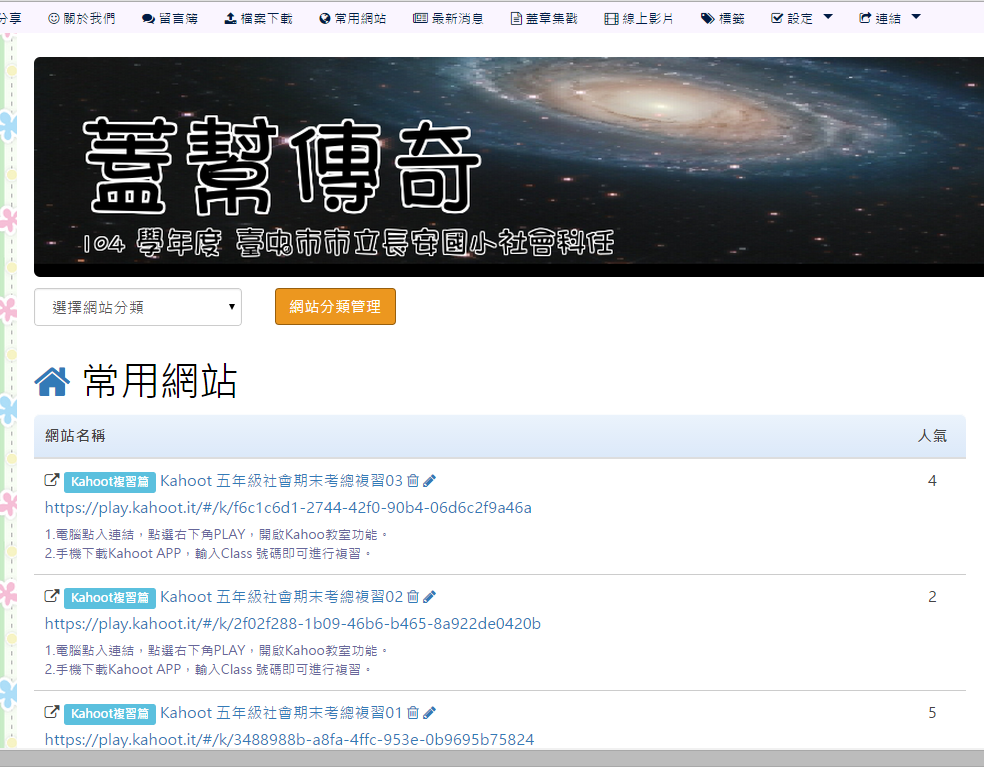 分享 關於我們 留言簿 檔案下載 常用網站 最新消息 蓋章集戳 線上影片 標籤 設定 連結
蓋幫傳奇
104 學年度 臺中市市立長安國小社會科任
選擇網站分類 網站分類管理
常用網站
網站名稱 人氣
Kahoot複習篇 Kahoot 五年級社會期末考總複習03 4
https://play.kahoot.it/#/k/f6c1c6d1-2744-42f0-90b4-06d6c2f9a46a
1.電腦點入連結，點選右下角PLAY，開啟Kahoo教室功能。
2.手機下載Kahoot APP，輸入Class 號碼即可進行複習。
Kahoot複習篇 Kahoot 五年級社會期末考總複習02 2
https://play.kahoot.it/#/k/2f02f288-1b09-46b6-b465-8a922de0420b
1.電腦點入連結，點選右下角PLAY，開啟Kahoo教室功能。
2.手機下載Kahoot APP，輸入Class 號碼即可進行複習。
Kahoot複習篇 Kahoot 五年級社會期末考總複習01 5
https://play.kahoot.it/#/k/3488988b-a8fa-4ffc-953e-0b9695b75824